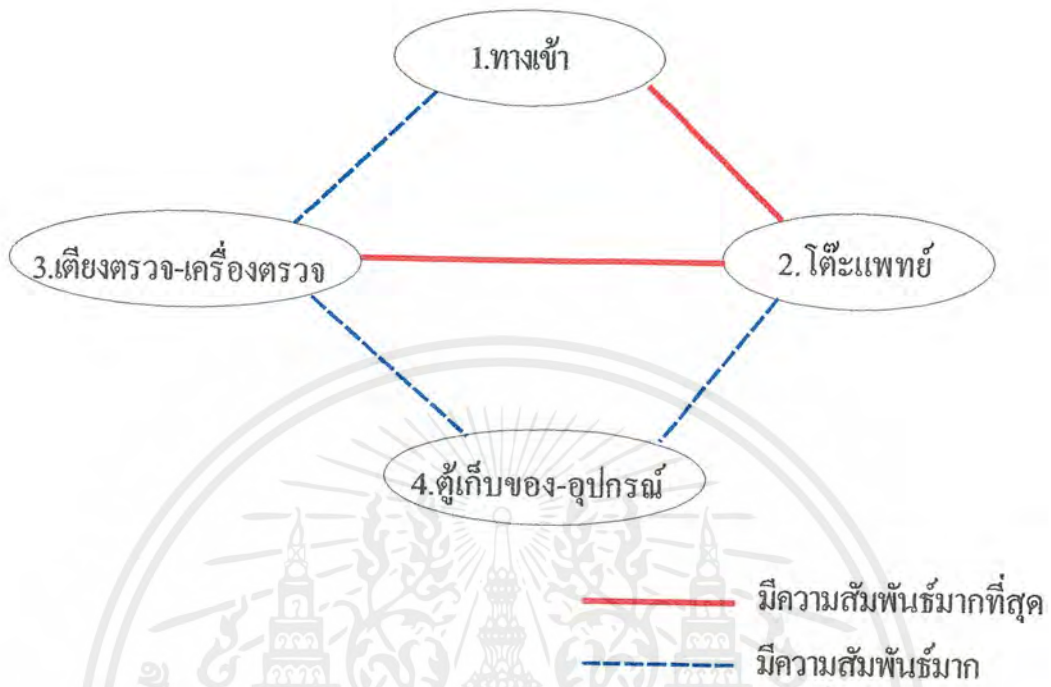 1.ทางเข้า
3.เตียงตรวจ-เครื่องตรวจ
2.โต๊ะแพทย์
4.ตู้เก็บของ-อุปกรณ์
มีความสัมพันธ์มากที่สุด
มีความสัมพันธ์มาก